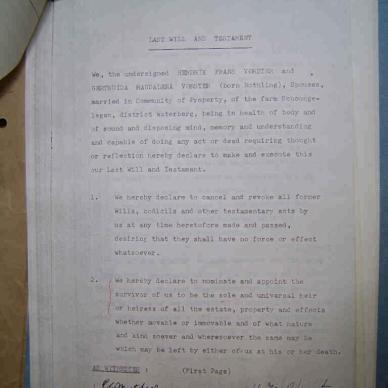 LAST WILL AND TESTAMENT
We, the undersigned HENDRIK FRANS VORSTER and
GERTRUIDA MAGDALENA VORSTER (born Nothling), Spouses,
married in Community of Property, of the farm Schoonge-
legen, district Waterberg, being in health of body and
of sound and disposing mind, memory and understanding
and capable of doing any act or deed requiring thought
or reflection hereby declare to make and execute this
our Last Will and Testament.
1. We hereby declare to cancel and revoke all former
Wills, codicils and other testamentary acts by
us at any time heretofore made and passed,
desiring that they shall have no force or effect
whatsoever.
2. We hereby declare to nominate and appoint the
survivor of us to be the sole and universal heir
or heiress of all the estate, property and effects
whether movable or immovable and of what nature
and kind soever and wheresoever the same may be
which may be left by either of us at his or her death.
AS WITNESSES : (First Page)